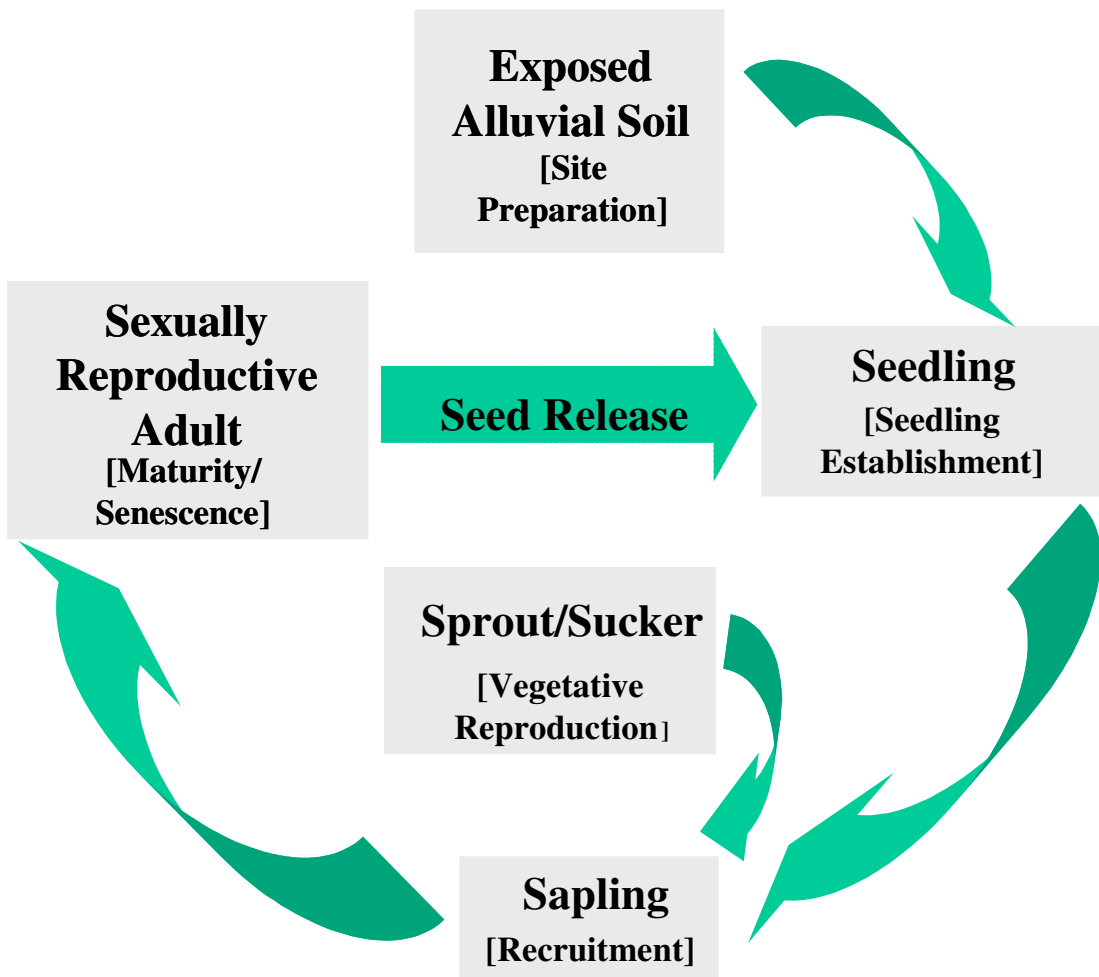 Exposed
Alluvial Soil
[Site
Preparation]
Sexually
Reproductive
Adult
[Maturity/
Senescence]
Seed Release
Seedling
[Seedling
Establishment]
Sprout/Sucker
[Vegetative
Reproduction]
Sapling
[Recruitment]